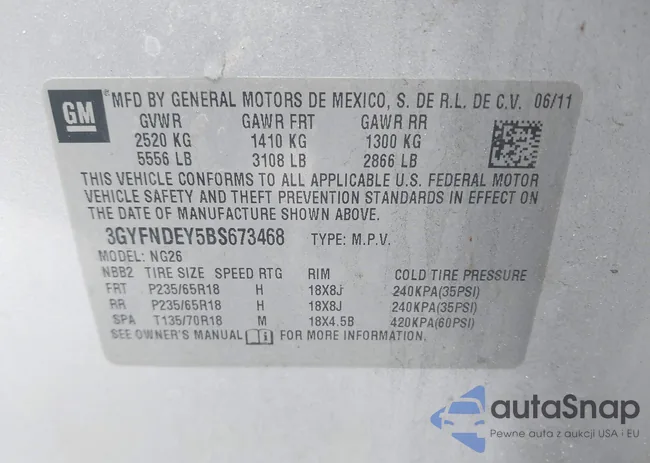 GM
MFD BY GENERAL MOTORS DE MEXICO, S. DE R.L. DE C.V. 06/11
GVWR GAWR FRT GAWR RR
2520 KG 1410 KG 1300 KG
5556 LB 3108 LB 2866 LB
THIS VEHICLE CONFORMS TO ALL APPLICABLE U.S. FEDERAL MOTOR
VEHICLE SAFETY AND THEFT PREVENTION STANDARDS IN EFFECT ON
THE DATE OF MANUFACTURE SHOWN ABOVE.
3GYFNDEY5BS673468 TYPE: M.P.V.
MODEL: NG26
NBB2 TIRE SIZE SPEED RTG RIM COLD TIRE PRESSURE
FRT P235/65R18 H 18X8J 240KPA(35PSI)
RR P235/65R18 H 18X8J 240KPA(35PSI)
SPA T135/70R18 M 18X4.5B 420KPA(60PSI)
SEE OWNER'S MANUAL FOR MORE INFORMATION.
autoSnap
Pewne auta z aukcji USA i EU